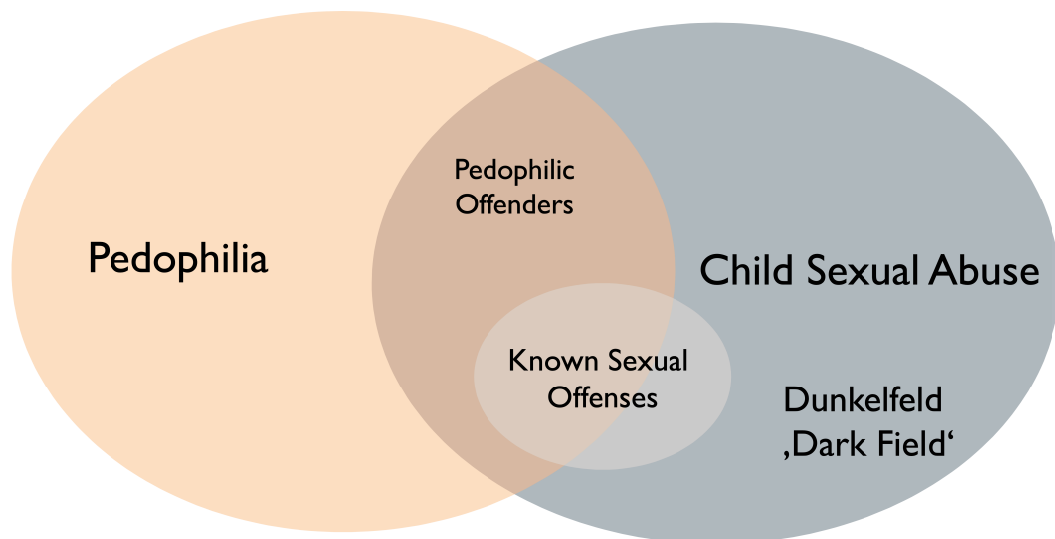 Pedophilic
Offenders
Pedophilia
Child Sexual Abuse
Known Sexual
Offenses
Dunkelfeld
‚Dark Field‘